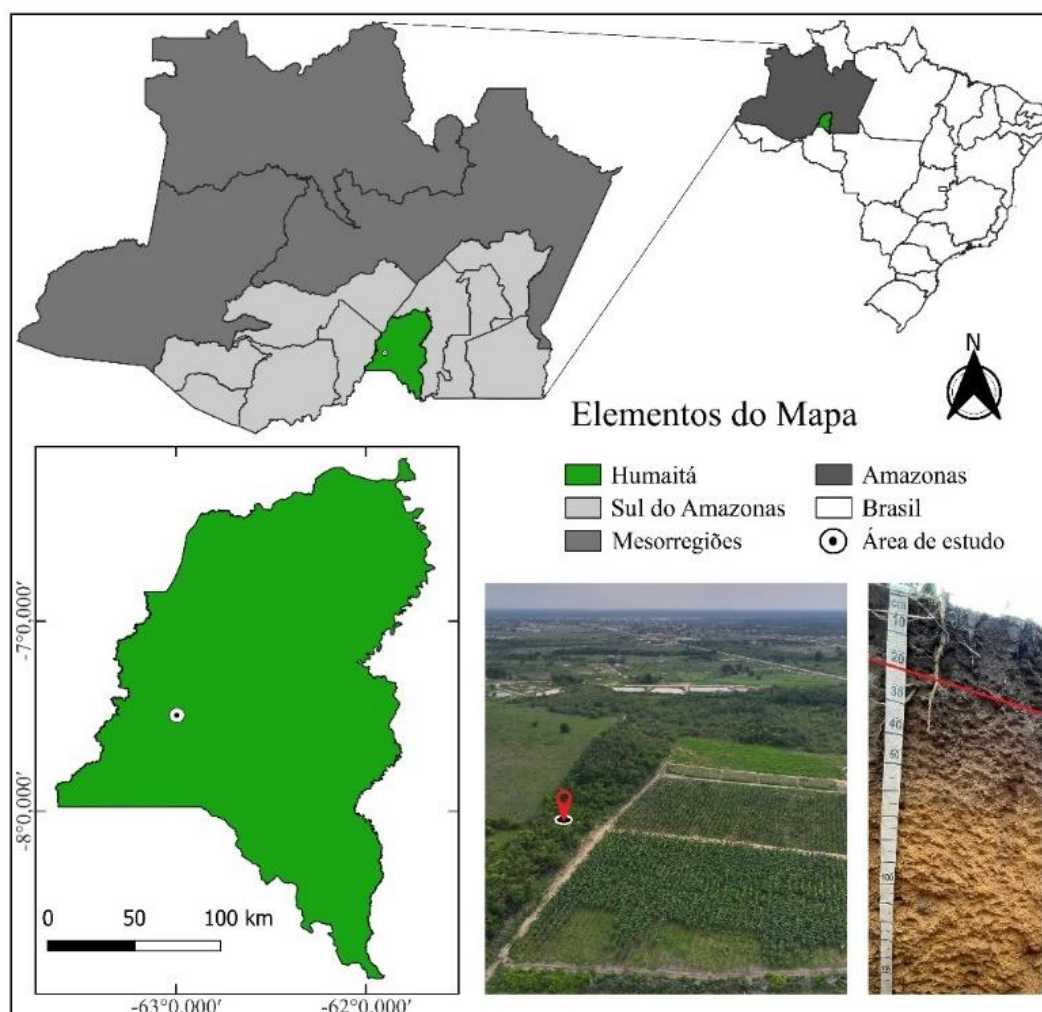 N
Elementos do Mapa
Humaitá
Amazonas
Sul do Amazonas
Brasil
Mesorregiões
Área de estudo
-7°0,000′
-8°0,000′
0 50 100 km
-63°0,000′ -62°0,000′
cm
10
20
40
50
100